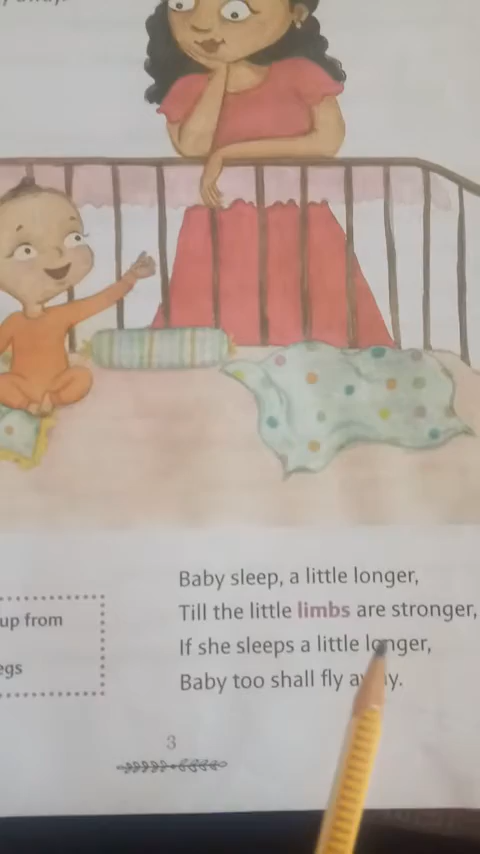 Baby sleep, a little longer,
Till the little limbs are stronger,
up from
If she sleeps a little longer,
egs
Baby too shall fly away.
3